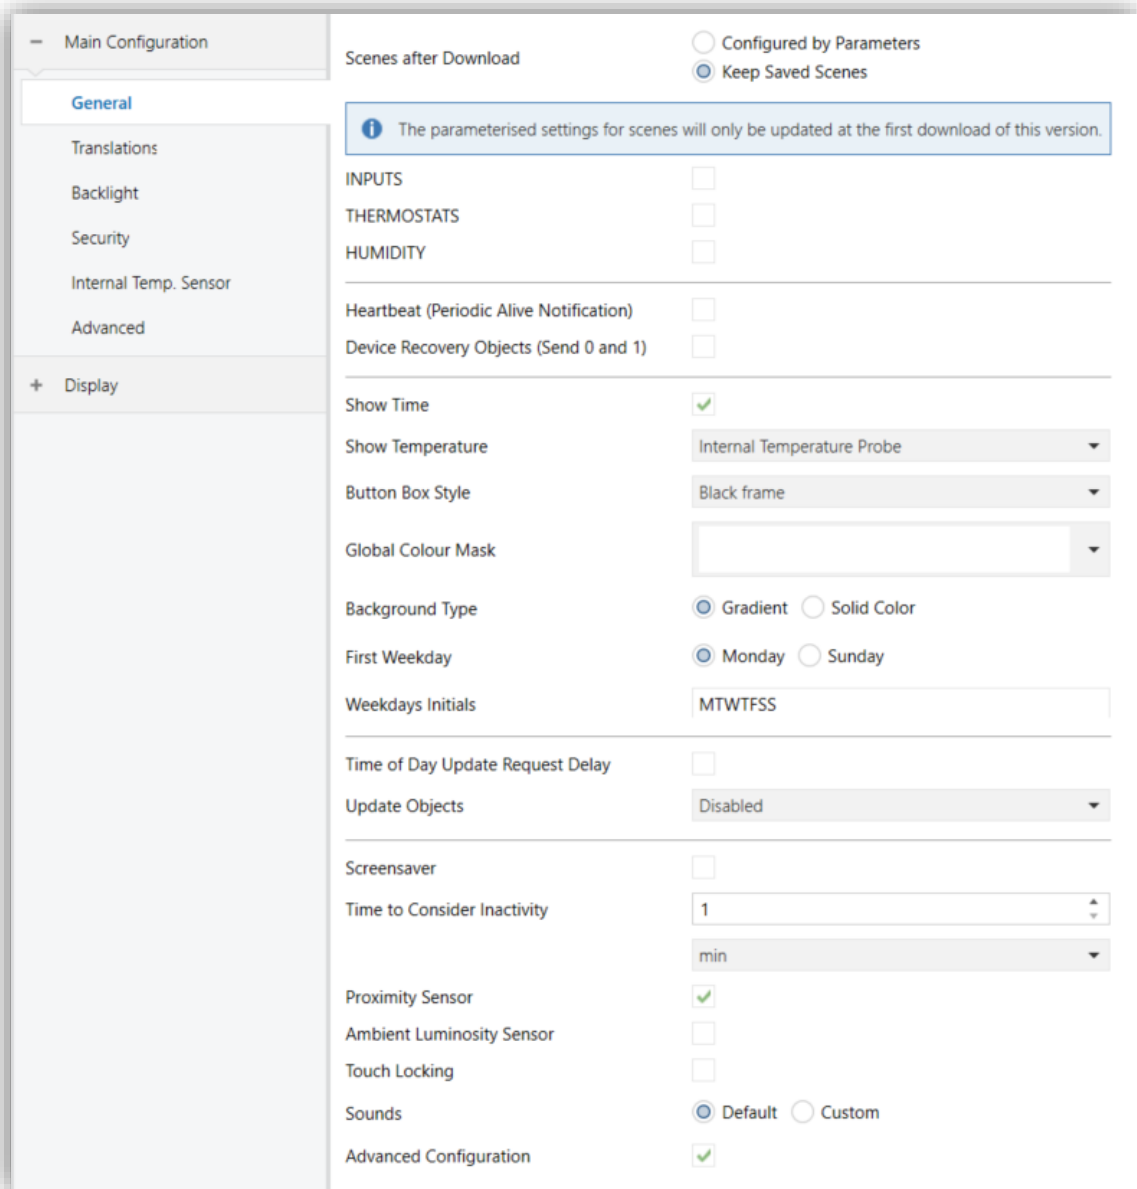 Main Configuration
General
Translations
Backlight
Security
Internal Temp. Sensor
Advanced
Display
Scenes after Download
Configured by Parameters
Keep Saved Scenes
The parameterised settings for scenes will only be updated at the first download of this version.
INPUTS
THERMOSTATS
HUMIDITY
Heartbeat (Periodic Alive Notification)
Device Recovery Objects (Send 0 and 1)
Show Time
Show Temperature
Internal Temperature Probe
Button Box Style
Black frame
Global Colour Mask
Background Type
Gradient
Solid Color
First Weekday
Monday
Sunday
Weekdays Initials
MTWTFSS
Time of Day Update Request Delay
Update Objects
Disabled
Screensaver
Time to Consider Inactivity
1
min
Proximity Sensor
Ambient Luminosity Sensor
Touch Locking
Sounds
Default
Custom
Advanced Configuration